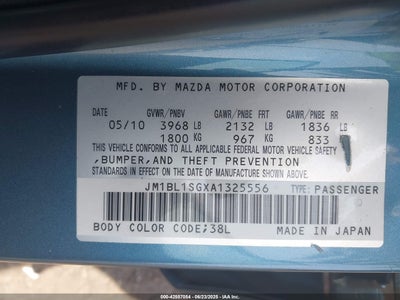 MFD. BY MAZDA MOTOR CORPORATION
GVWR/PNBV GAWR/PNBE FRT GAWR/PNBE RR
05/10 3968 LB 2132 LB 1836 LB
1800 KG 967 KG 833
THIS VEHICLE CONFORMS TO ALL APPLICABLE FEDERAL MOTOR VEHICLE SAFETY
,BUMPER,AND THEFT PREVENTION
STANDARDS IN EFFECT ON THE DATE OF MANUFACTURE SHOWN ABOVE.
JM1BL1SGXA1325556 TYPE: PASSENGER
BODY COLOR CODE;38L MADE IN JAPAN
000-42557054 - 06/23/2025 - IAA Inc.